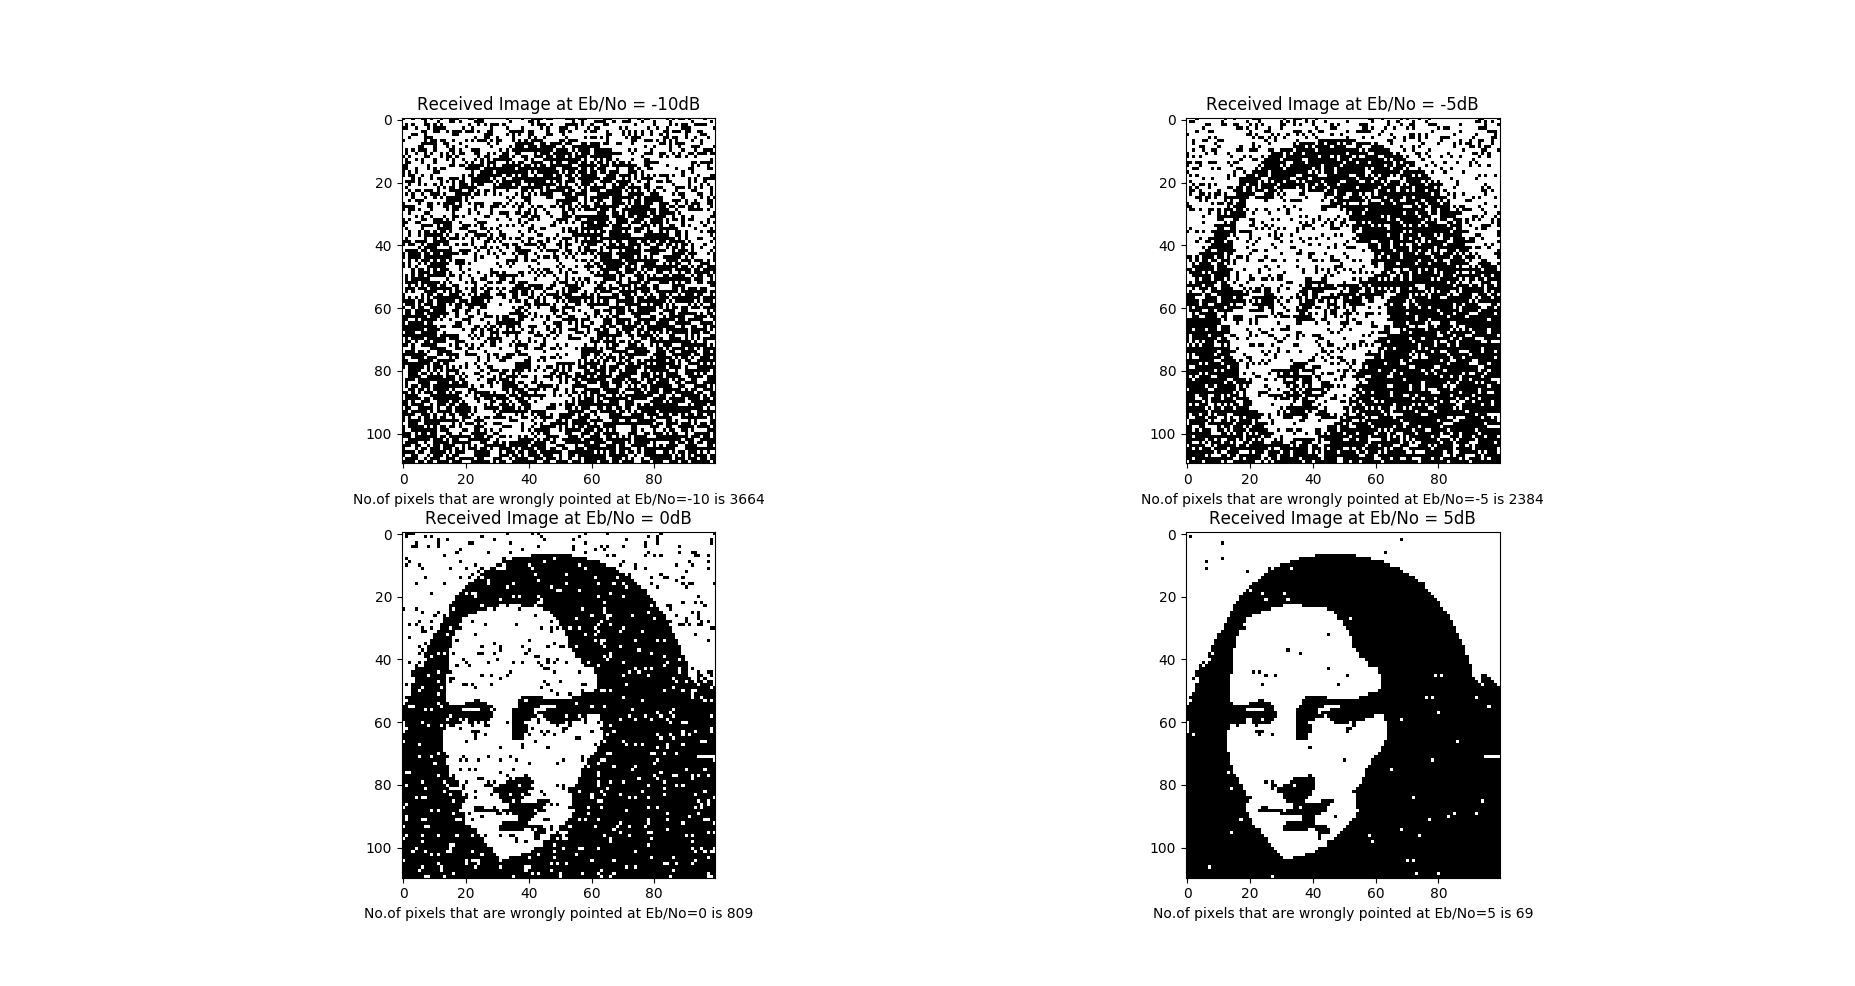 Received Image at Eb/No = -10dB
0
20
40
60
80
100
0 20 40 60 80
No.of pixels that are wrongly pointed at Eb/No=-10 is 3664
Received Image at Eb/No = -5dB
0
20
40
60
80
100
0 20 40 60 80
No.of pixels that are wrongly pointed at Eb/No=-5 is 2384
Received Image at Eb/No = 0dB
0
20
40
60
80
100
0 20 40 60 80
No.of pixels that are wrongly pointed at Eb/No=0 is 809
Received Image at Eb/No = 5dB
0
20
40
60
80
100
0 20 40 60 80
No.of pixels that are wrongly pointed at Eb/No=5 is 69